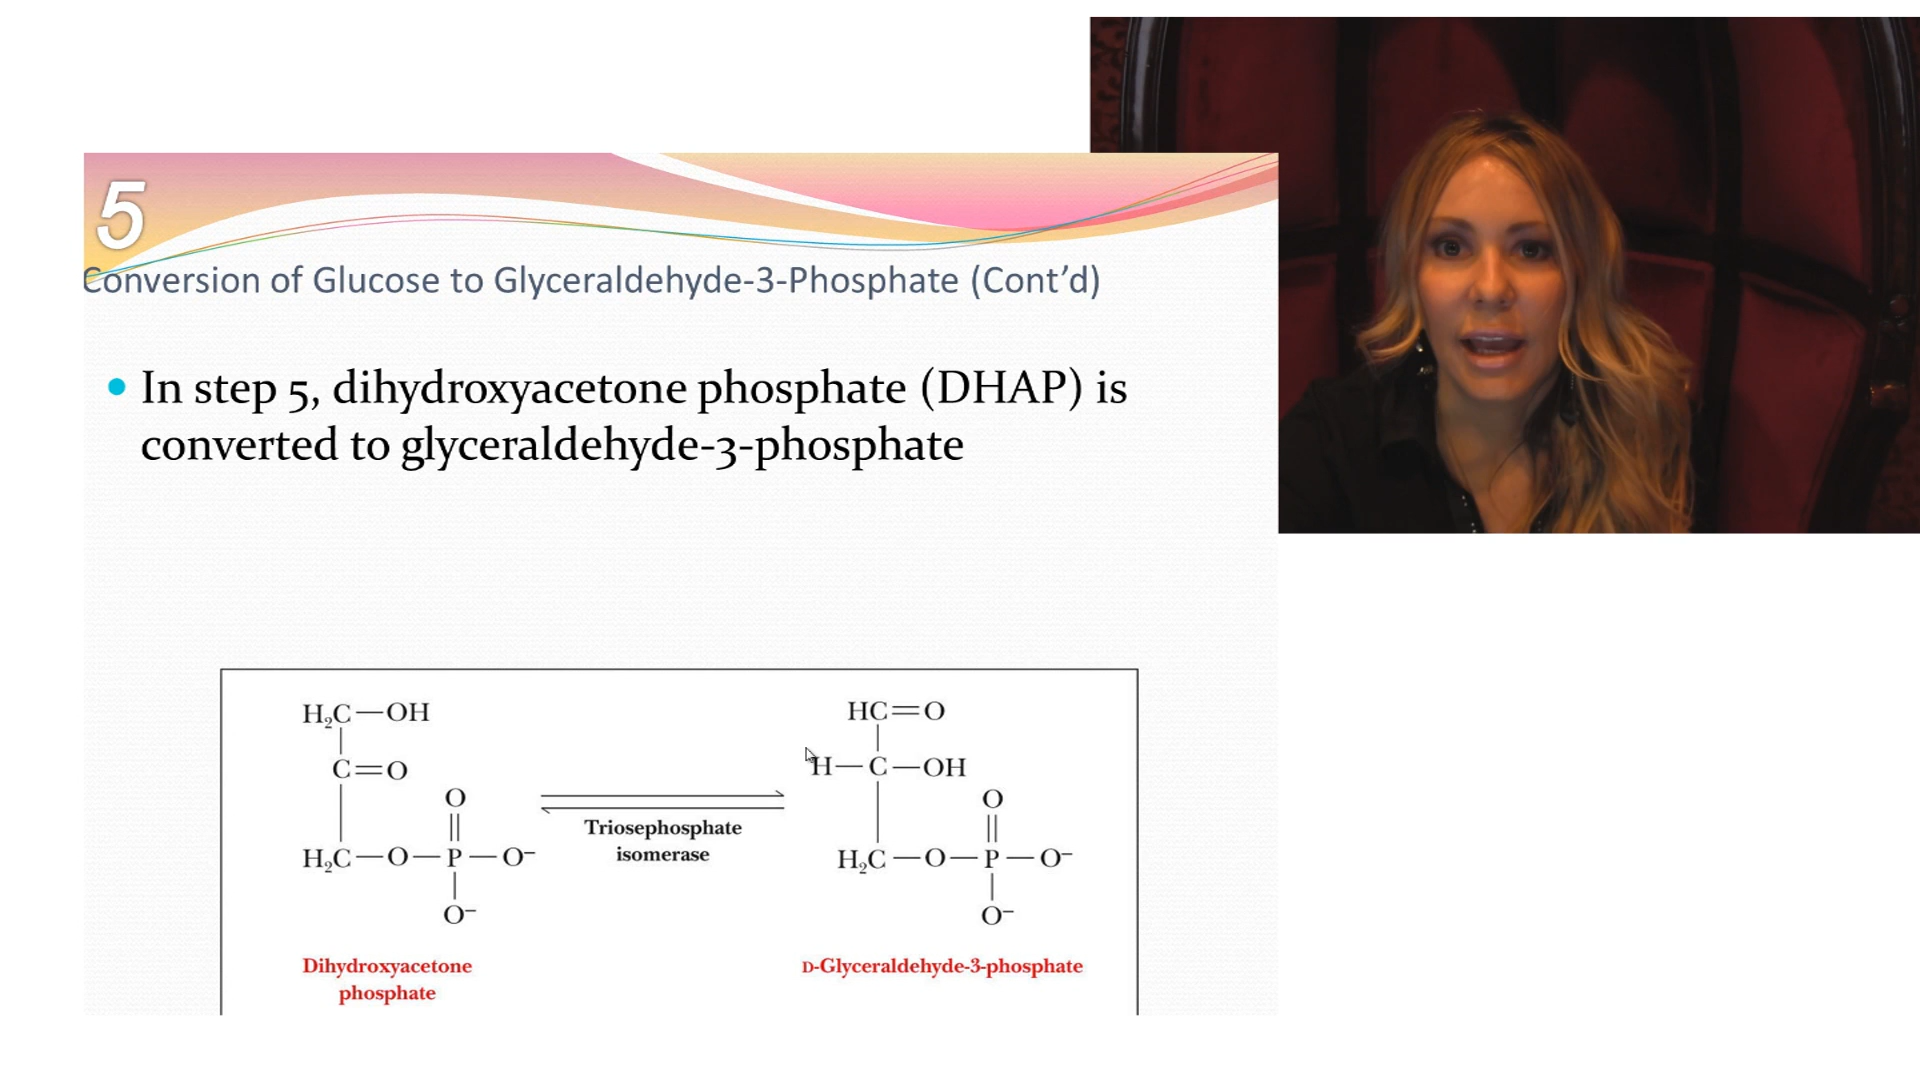 5
Conversion of Glucose to Glyceraldehyde-3-Phosphate (Cont’d)
• In step 5, dihydroxyacetone phosphate (DHAP) is
converted to glyceraldehyde-3-phosphate
H₂C—OH
C=O
O
H₂C—O—P—O⁻
O⁻
Dihydroxyacetone
phosphate
Triosephosphate
isomerase
HC=O
H—C—OH
O
H₂C—O—P—O⁻
O⁻
D-Glyceraldehyde-3-phosphate